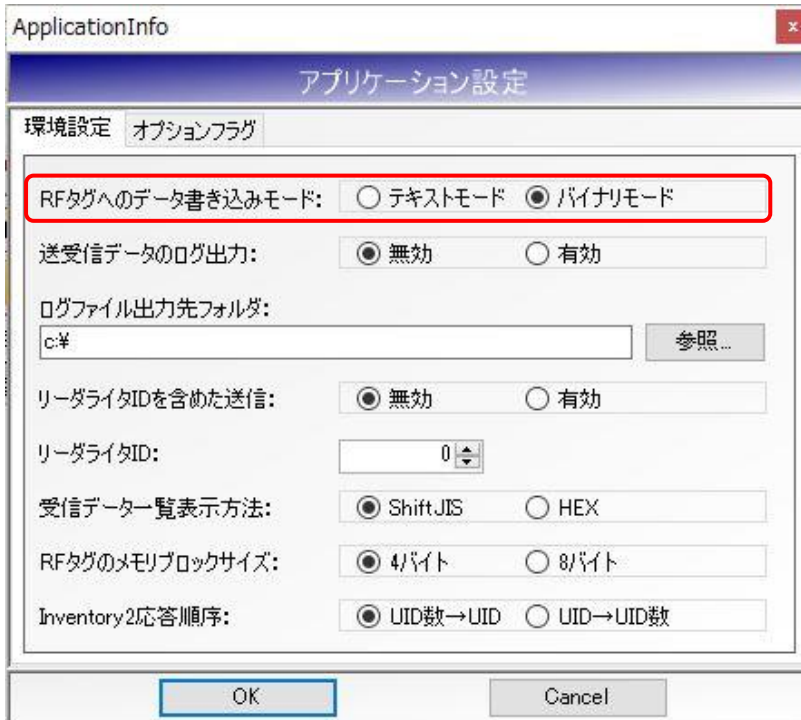 ApplicationInfo
x
アプリケーション設定
環境設定 オプションフラグ
RFタグへのデータ書き込みモード: テキストモード バイナリモード
送受信データのログ出力: 無効 有効
ログファイル出力先フォルダ:
c:¥ 参照...
リーダライタIDを含めた送信: 無効 有効
リーダライタID: 0
受信データ一覧表示方法: ShiftJIS HEX
RFタグのメモリブロックサイズ: 4バイト 8バイト
Inventory2応答順序: UID数→UID UID→UID数
OK Cancel